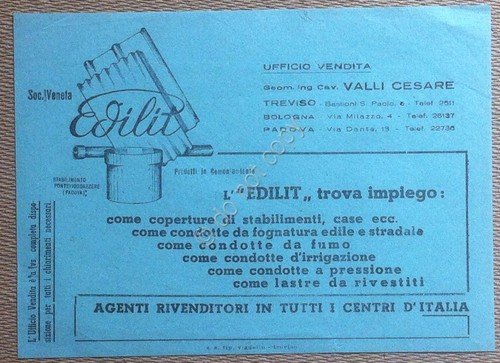 Soc. Veneta
Edilit
STABILIMENTO
PONTEVIGODARZERE
(PADOVA)
Prodotti in Cemento-amianto
UFFICIO VENDITA
Geom. Ing. Cav. VALLI CESARE
TREVISO - Bastioni S. Paolo, 6 - Telef. 2611
BOLOGNA - Via Milazzo, 4 - Telef. 26137
PADOVA - Via Dante, 13 - Telef. 22736
L'"EDILIT„ trova impiego:
come coperture di stabilimenti, case ecc.
come condotte da fognatura edile e stradale
come condotte da fumo
come condotte d'irrigazione
come condotte a pressione
come lastre da rivestiti
AGENTI RIVENDITORI IN TUTTI I CENTRI D'ITALIA
L'Ufficio Vendita è a Vs. completa dispo-
sizione per tutti i chiarimenti necessari.